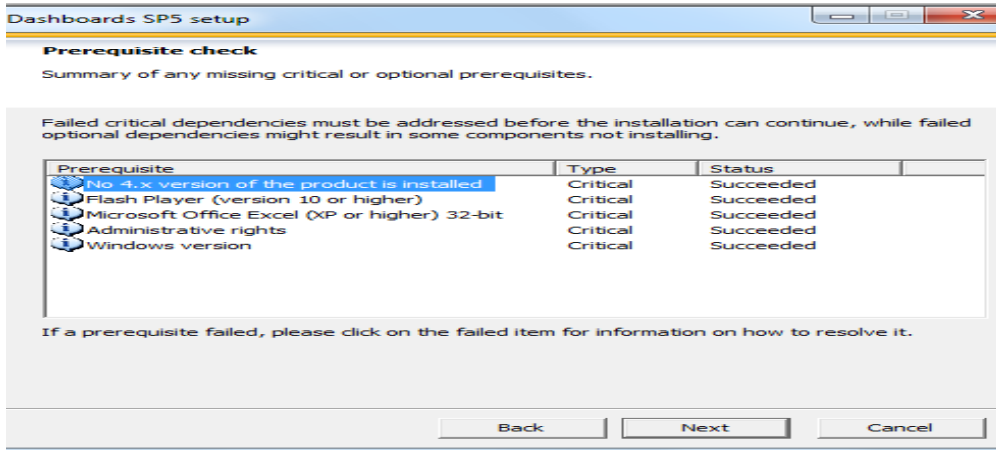 Dashboards SP5 setup
Prerequisite check
Summary of any missing critical or optional prerequisites.
Failed critical dependencies must be addressed before the installation can continue, while failed
optional dependencies might result in some components not installing.
Prerequisite Type Status
No 4.x version of the product is installed Critical Succeeded
Flash Player (version 10 or higher) Critical Succeeded
Microsoft Office Excel (XP or higher) 32-bit Critical Succeeded
Administrative rights Critical Succeeded
Windows version Critical Succeeded
If a prerequisite failed, please click on the failed item for information on how to resolve it.
Back Next Cancel